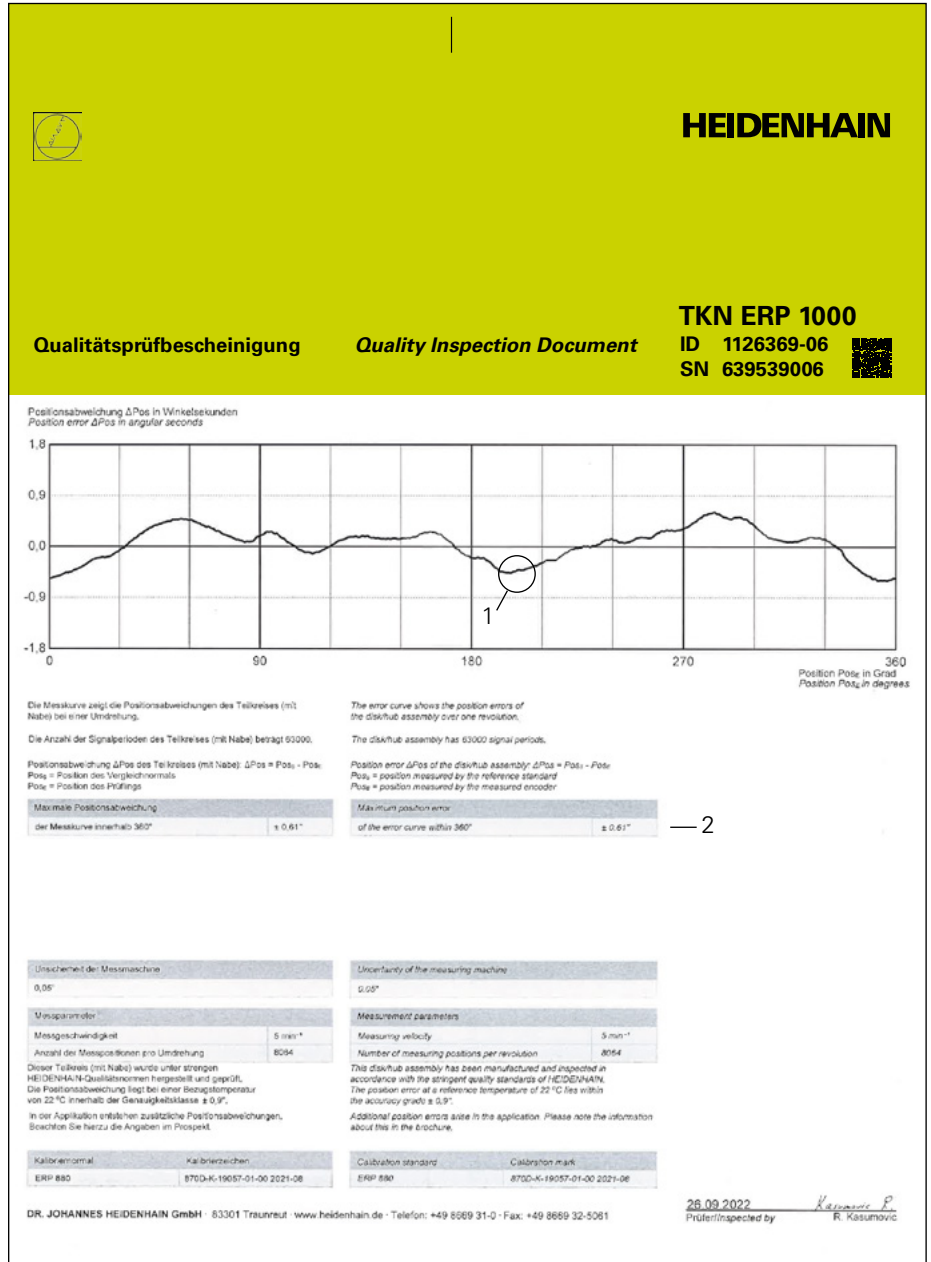 HEIDENHAIN
TKN ERP 1000
Qualitätsprüfbescheinigung
Quality Inspection Document
ID 1126369-06
SN 639539006
Positionsabweichung ΔPos in Winkelsekunden
Position error ΔPos in angular seconds
1,8
0,9
0,0
-0,9
-1,8
1
0
90
180
270
360
Position PosE in Grad
Position PosE in degrees
Die Messkurve zeigt die Positionsabweichungen des Teilkreises (mit
Nabe) bei einer Umdrehung.
Die Anzahl der Signalperioden des Teilkreises (mit Nabe) beträgt 63000.
Positionsabweichung ΔPos des Teilkreises (mit Nabe): ΔPos = PosS - PosE
PosS = Position des Vergleichnormals
PosE = Position des Prüflings
The error curve shows the position errors of
the disk/hub assembly over one revolution.
The disk/hub assembly has 63000 signal periods.
Position error ΔPos of the disk/hub assembly: ΔPos = PosS - PosE
PosS = position measured by the reference standard
PosE = position measured by the measured encoder
Maximale Positionsabweichung
der Messkurve innerhalb 360° ± 0,61"
Maximum position error
of the error curve within 360° ± 0.61"
2
Unsicherheit der Messmaschine
0,05"
Uncertainty of the measuring machine
0.05"
Messparameter
Messgeschwindigkeit 5 min⁻¹
Anzahl der Messpositionen pro Umdrehung 8064
Measurement parameters
Measuring velocity 5 min⁻¹
Number of measuring positions per revolution 8064
Dieser Teilkreis (mit Nabe) wurde unter strengen
HEIDENHAIN-Qualitätsnormen hergestellt und geprüft.
Die Positionsabweichung liegt bei einer Bezugstemperatur
von 22 °C innerhalb der Genauigkeitsklasse ± 0,9".
In der Applikation entstehen zusätzliche Positionsabweichungen.
Beachten Sie hierzu die Angaben im Prospekt.
This disk/hub assembly has been manufactured and inspected in
accordance with the stringent quality standards of HEIDENHAIN.
The position error at a reference temperature of 22 °C lies within
the accuracy grade ± 0,9".
Additional position errors arise in the application. Please note the information
about this in the brochure.
Kalibriernormal Kalibrierzeichen
ERP 880 870D-K-19057-01-00 2021-08
Calibration standard Calibration mark
ERP 880 870D-K-19057-01-00 2021-08
DR. JOHANNES HEIDENHAIN GmbH · 83301 Traunreut · www.heidenhain.de · Telefon: +49 8669 31-0 · Fax: +49 8669 32-5061
26.09.2022 Kasumovic R.
Prüfer/Inspected by R. Kasumovic